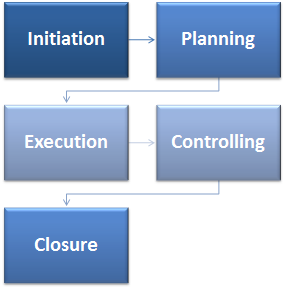 Initiation
Planning
Execution
Controlling
Closure